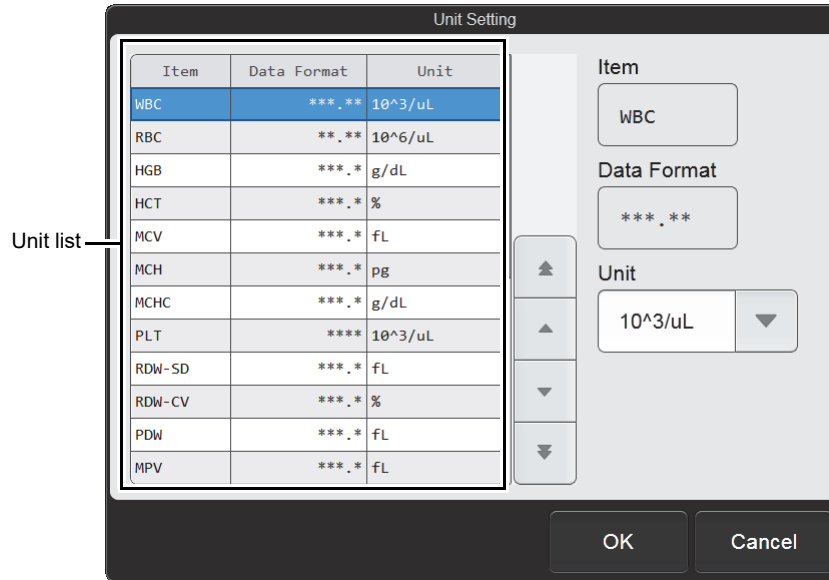 Unit Setting
Item Data Format Unit
WBC ***.** 10^3/uL
RBC **.** 10^6/uL
HGB ***.* g/dL
HCT ***.* %
MCV ***.* fL
MCH ***.* pg
MCHC ***.* g/dL
PLT **** 10^3/uL
RDW-SD ***.* fL
RDW-CV ***.* %
PDW ***.* fL
MPV ***.* fL
Unit list
Item
WBC
Data Format
***.**
Unit
10^3/uL
OK Cancel